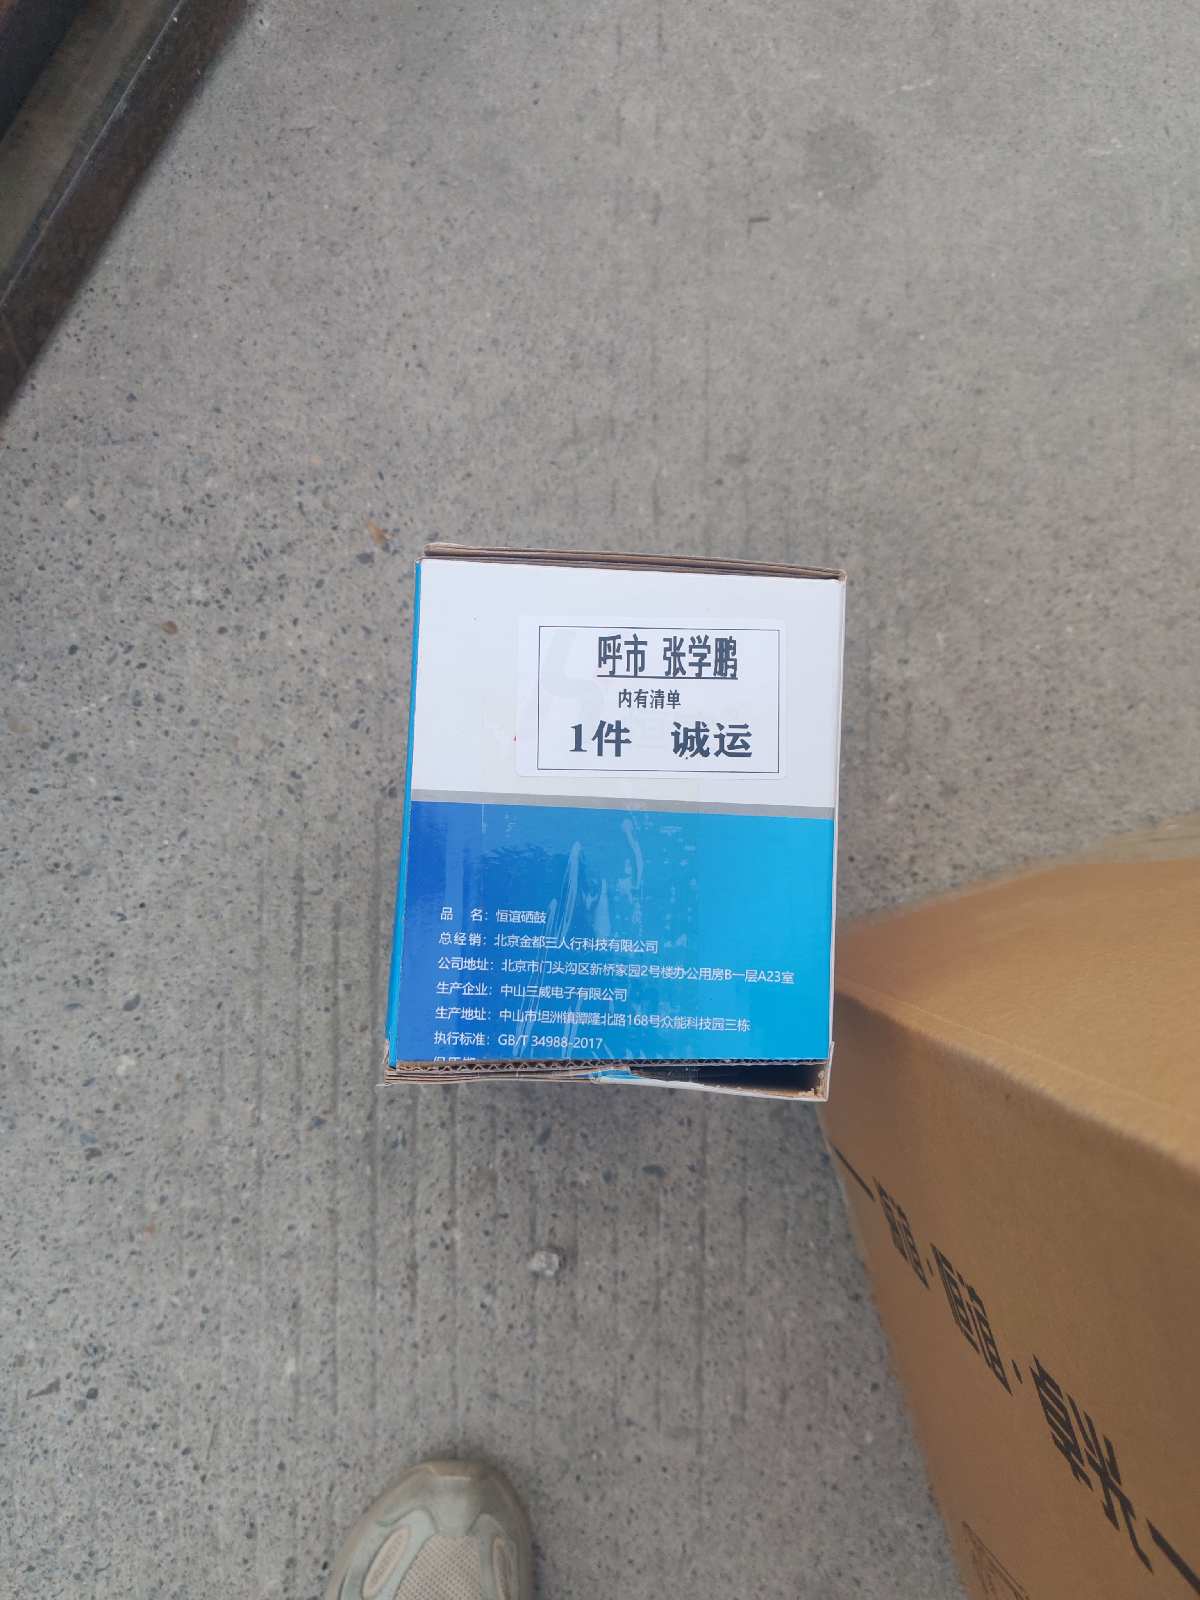 呼市 张学鹏
内有清单
1件 诚运
品 名：恒谊硒鼓
总经销：北京金都三人行科技有限公司
公司地址：北京市门头沟区新桥家园2号楼办公用房B一层A23室
生产企业：中山三威电子有限公司
生产地址：中山市坦洲镇潭隆北路168号众能科技园三栋
执行标准：GB/T 34988-2017